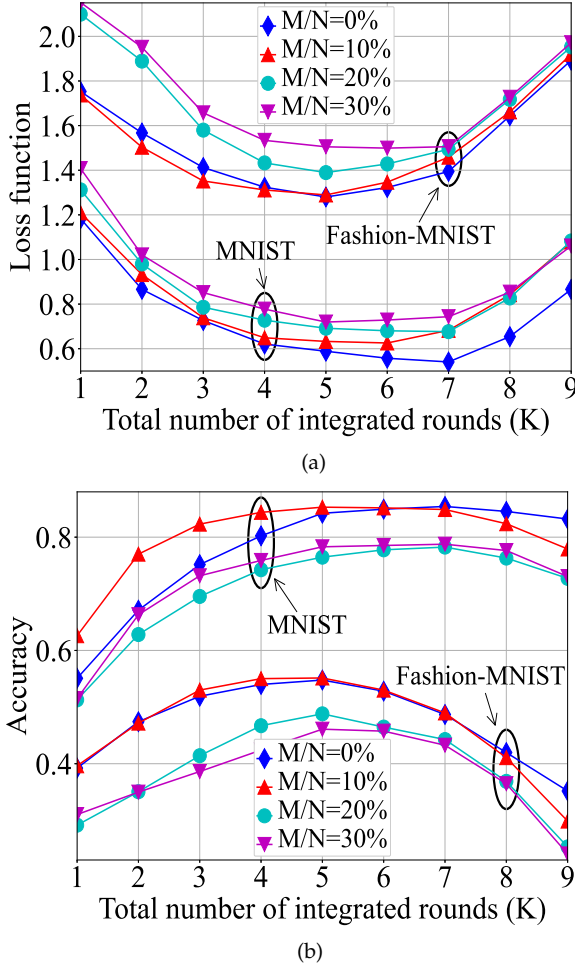 2.0
1.8
1.6
1.4
1.2
1.0
0.8
0.6
Loss function
M/N=0%
M/N=10%
M/N=20%
M/N=30%
MNIST
Fashion-MNIST
1 2 3 4 5 6 7 8 9
Total number of integrated rounds (K)
(a)
0.8
0.6
0.4
Accuracy
MNIST
Fashion-MNIST
M/N=0%
M/N=10%
M/N=20%
M/N=30%
1 2 3 4 5 6 7 8 9
Total number of integrated rounds (K)
(b)